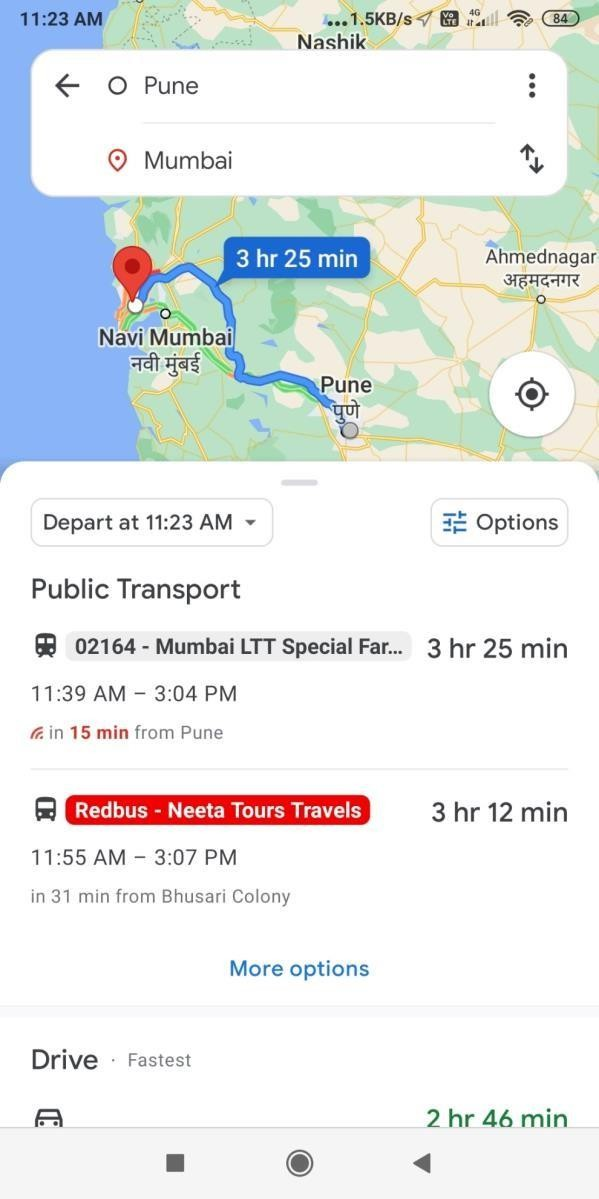 11:23 AM ...1.5KB/s Vo LTE 4G 84
Nashik
Pune
Mumbai
3 hr 25 min
Ahmednagar
अहमदनगर
Navi Mumbai
नवी मुंबई
Pune
पुणे
Depart at 11:23 AM
Options
Public Transport
02164 - Mumbai LTT Special Far... 3 hr 25 min
11:39 AM – 3:04 PM
in 15 min from Pune
Redbus - Neeta Tours Travels 3 hr 12 min
11:55 AM – 3:07 PM
in 31 min from Bhusari Colony
More options
Drive · Fastest
2 hr 46 min